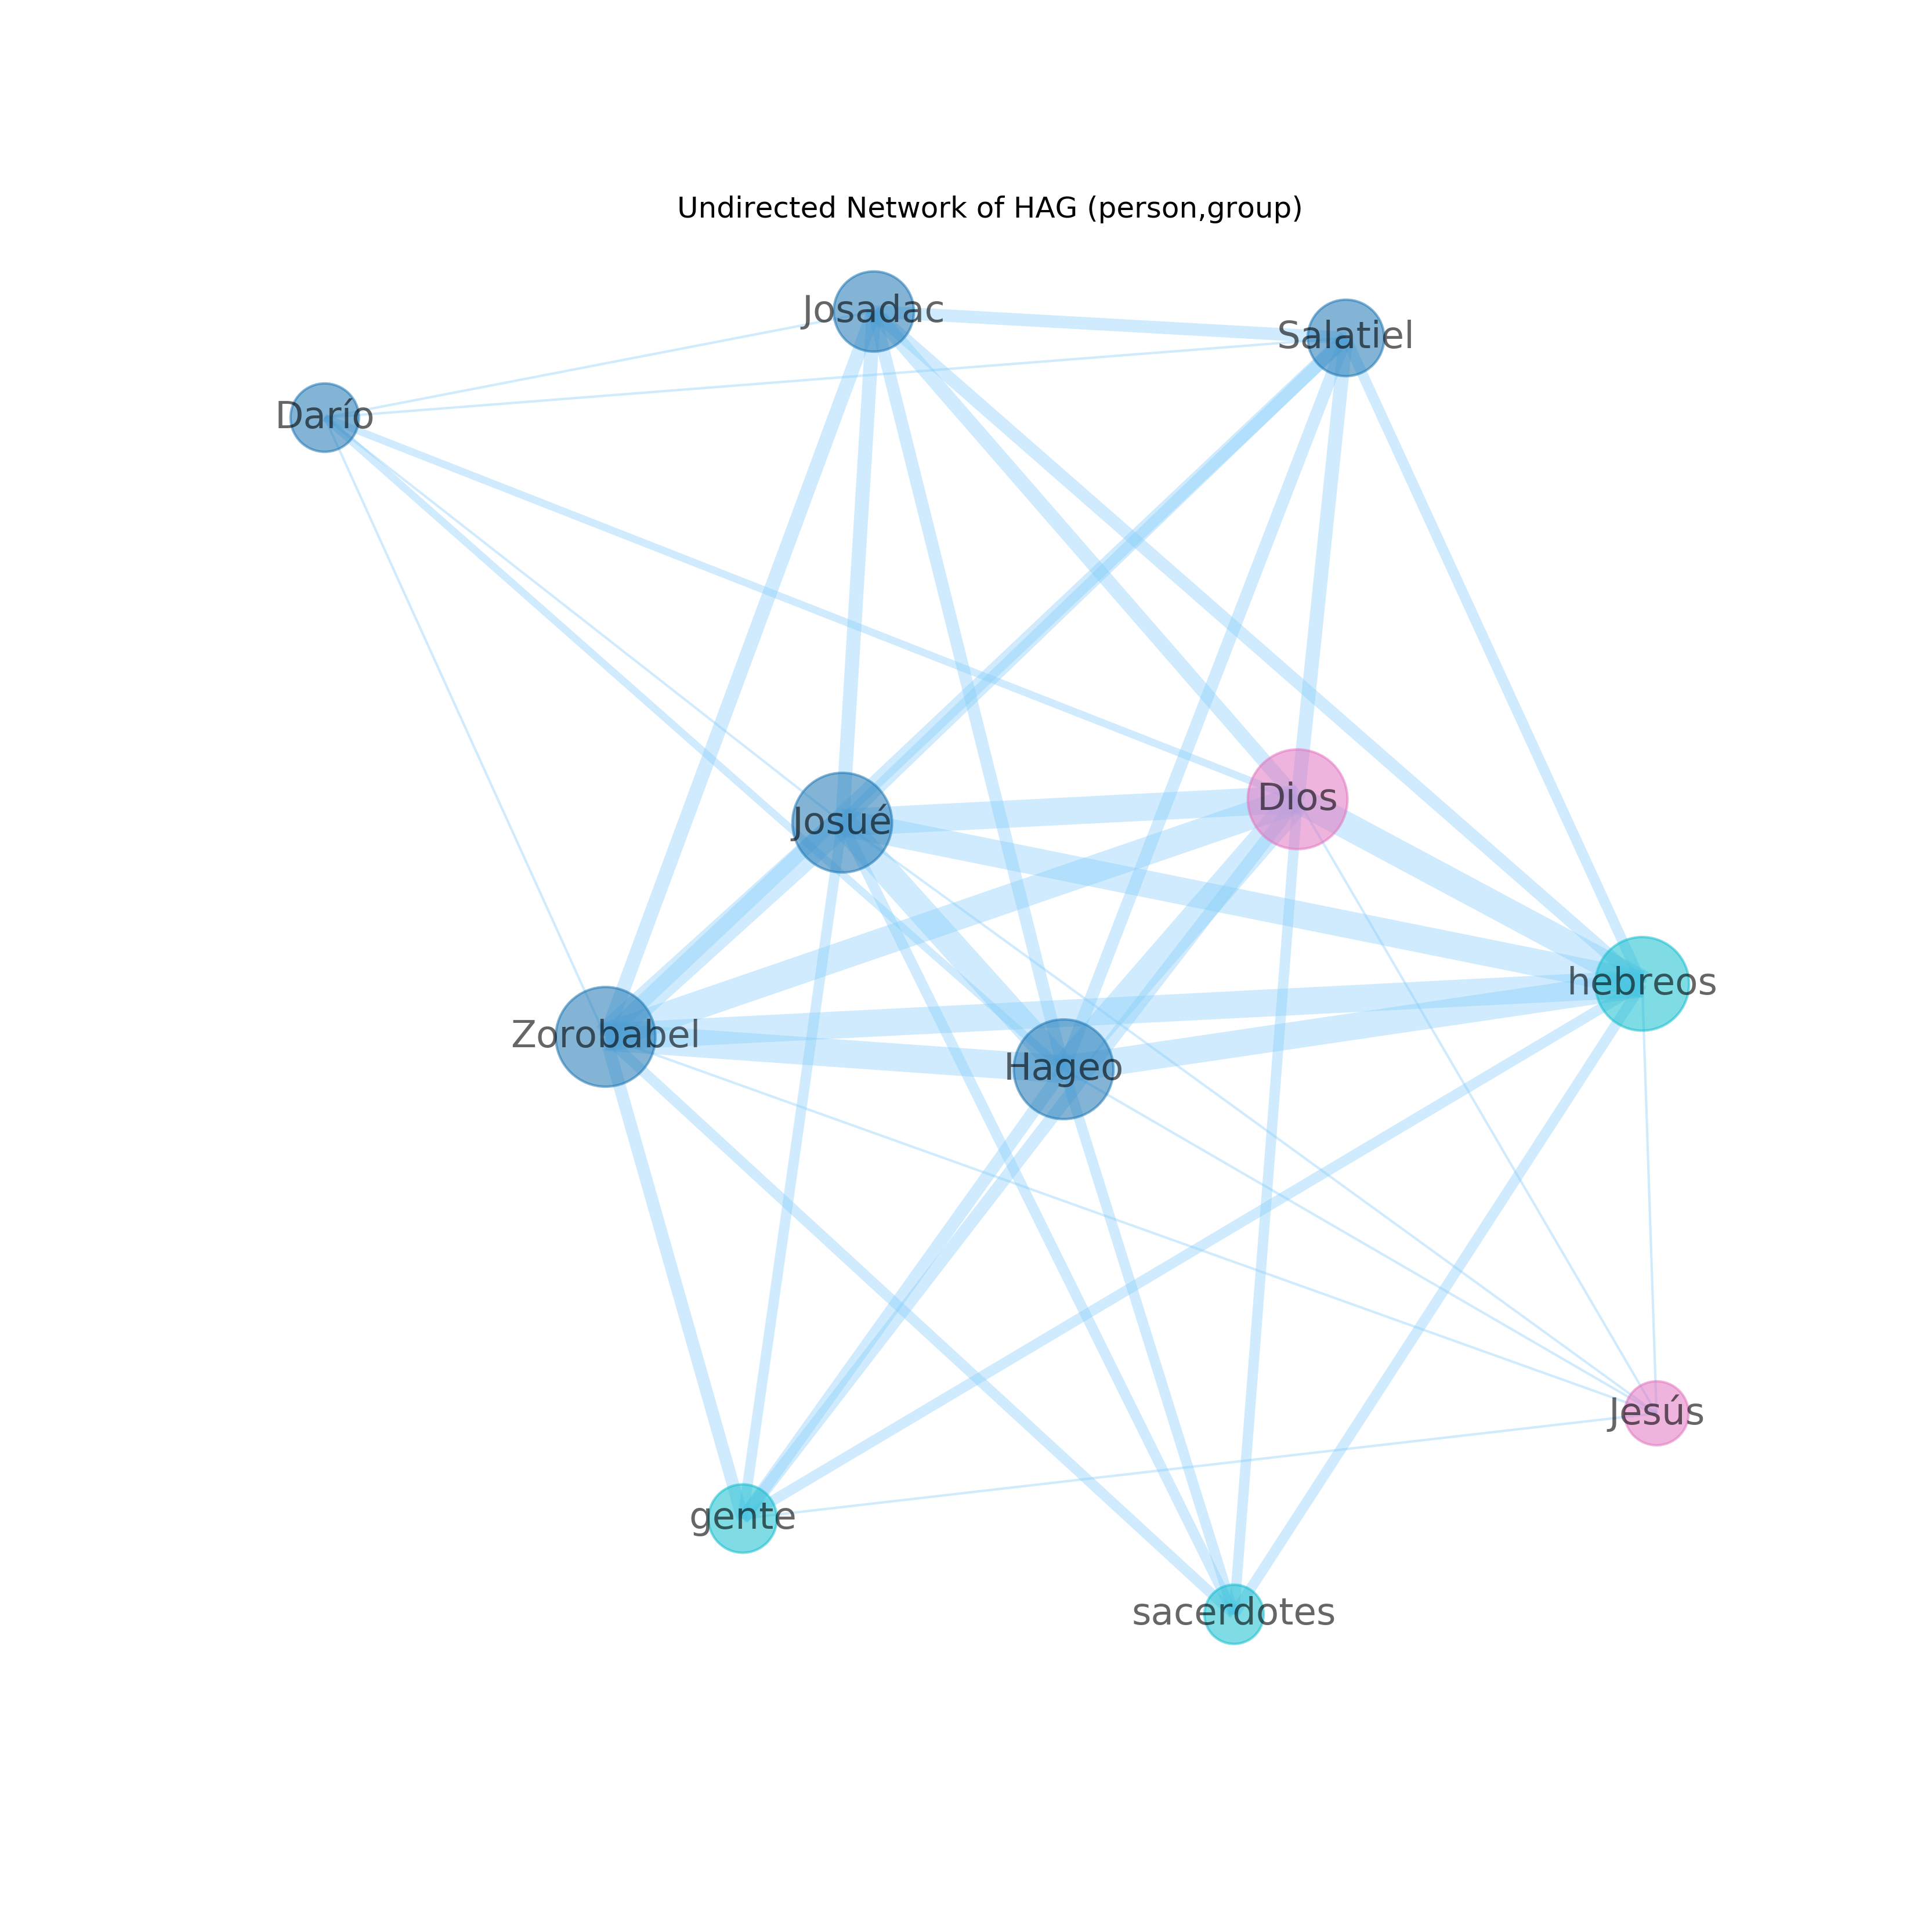 Undirected Network of HAG (person,group)
Josadac
Salatiel
Darío
Dios
Josué
hebreos
Zorobabel
Hageo
Jesús
gente
sacerdotes